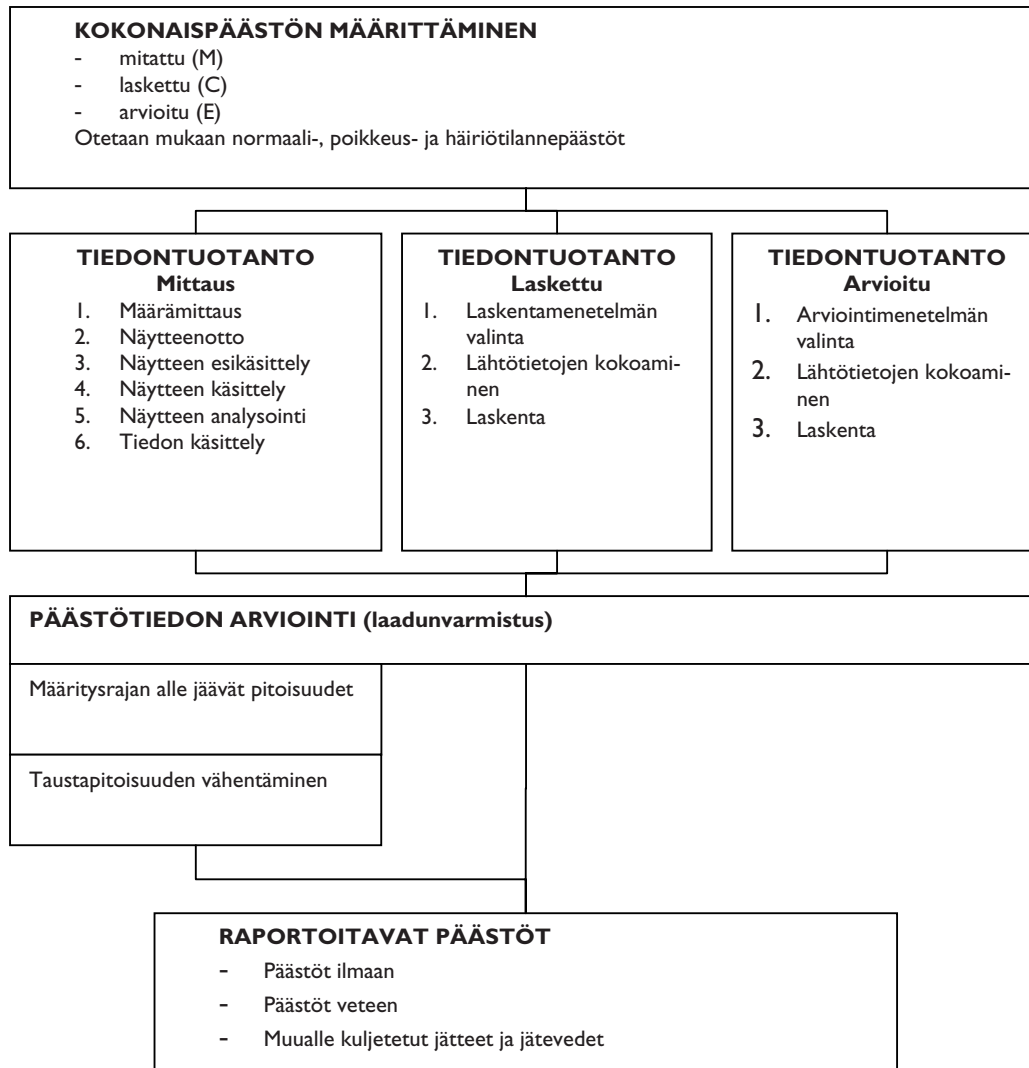 KOKONAISPÄÄSTÖN MÄÄRITTÄMINEN
- mitattu (M)
- laskettu (C)
- arvioitu (E)
Otetaan mukaan normaali-, poikkeus- ja häiriötilannepäästöt
TIEDONTUOTANTO
Mittaus
1. Määrämittaus
2. Näytteenotto
3. Näytteen esikäsittely
4. Näytteen käsittely
5. Näytteen analysointi
6. Tiedon käsittely
TIEDONTUOTANTO
Laskettu
1. Laskentamenetelmän
valinta
2. Lähtötietojen kokoami-
nen
3. Laskenta
TIEDONTUOTANTO
Arvioitu
1. Arviointimenetelmän
valinta
2. Lähtötietojen kokoami-
nen
3. Laskenta
PÄÄSTÖTIEDON ARVIOINTI (laadunvarmistus)
Määritysrajan alle jäävät pitoisuudet
Taustapitoisuuden vähentäminen
RAPORTOITAVAT PÄÄSTÖT
- Päästöt ilmaan
- Päästöt veteen
- Muualle kuljetetut jätteet ja jätevedet